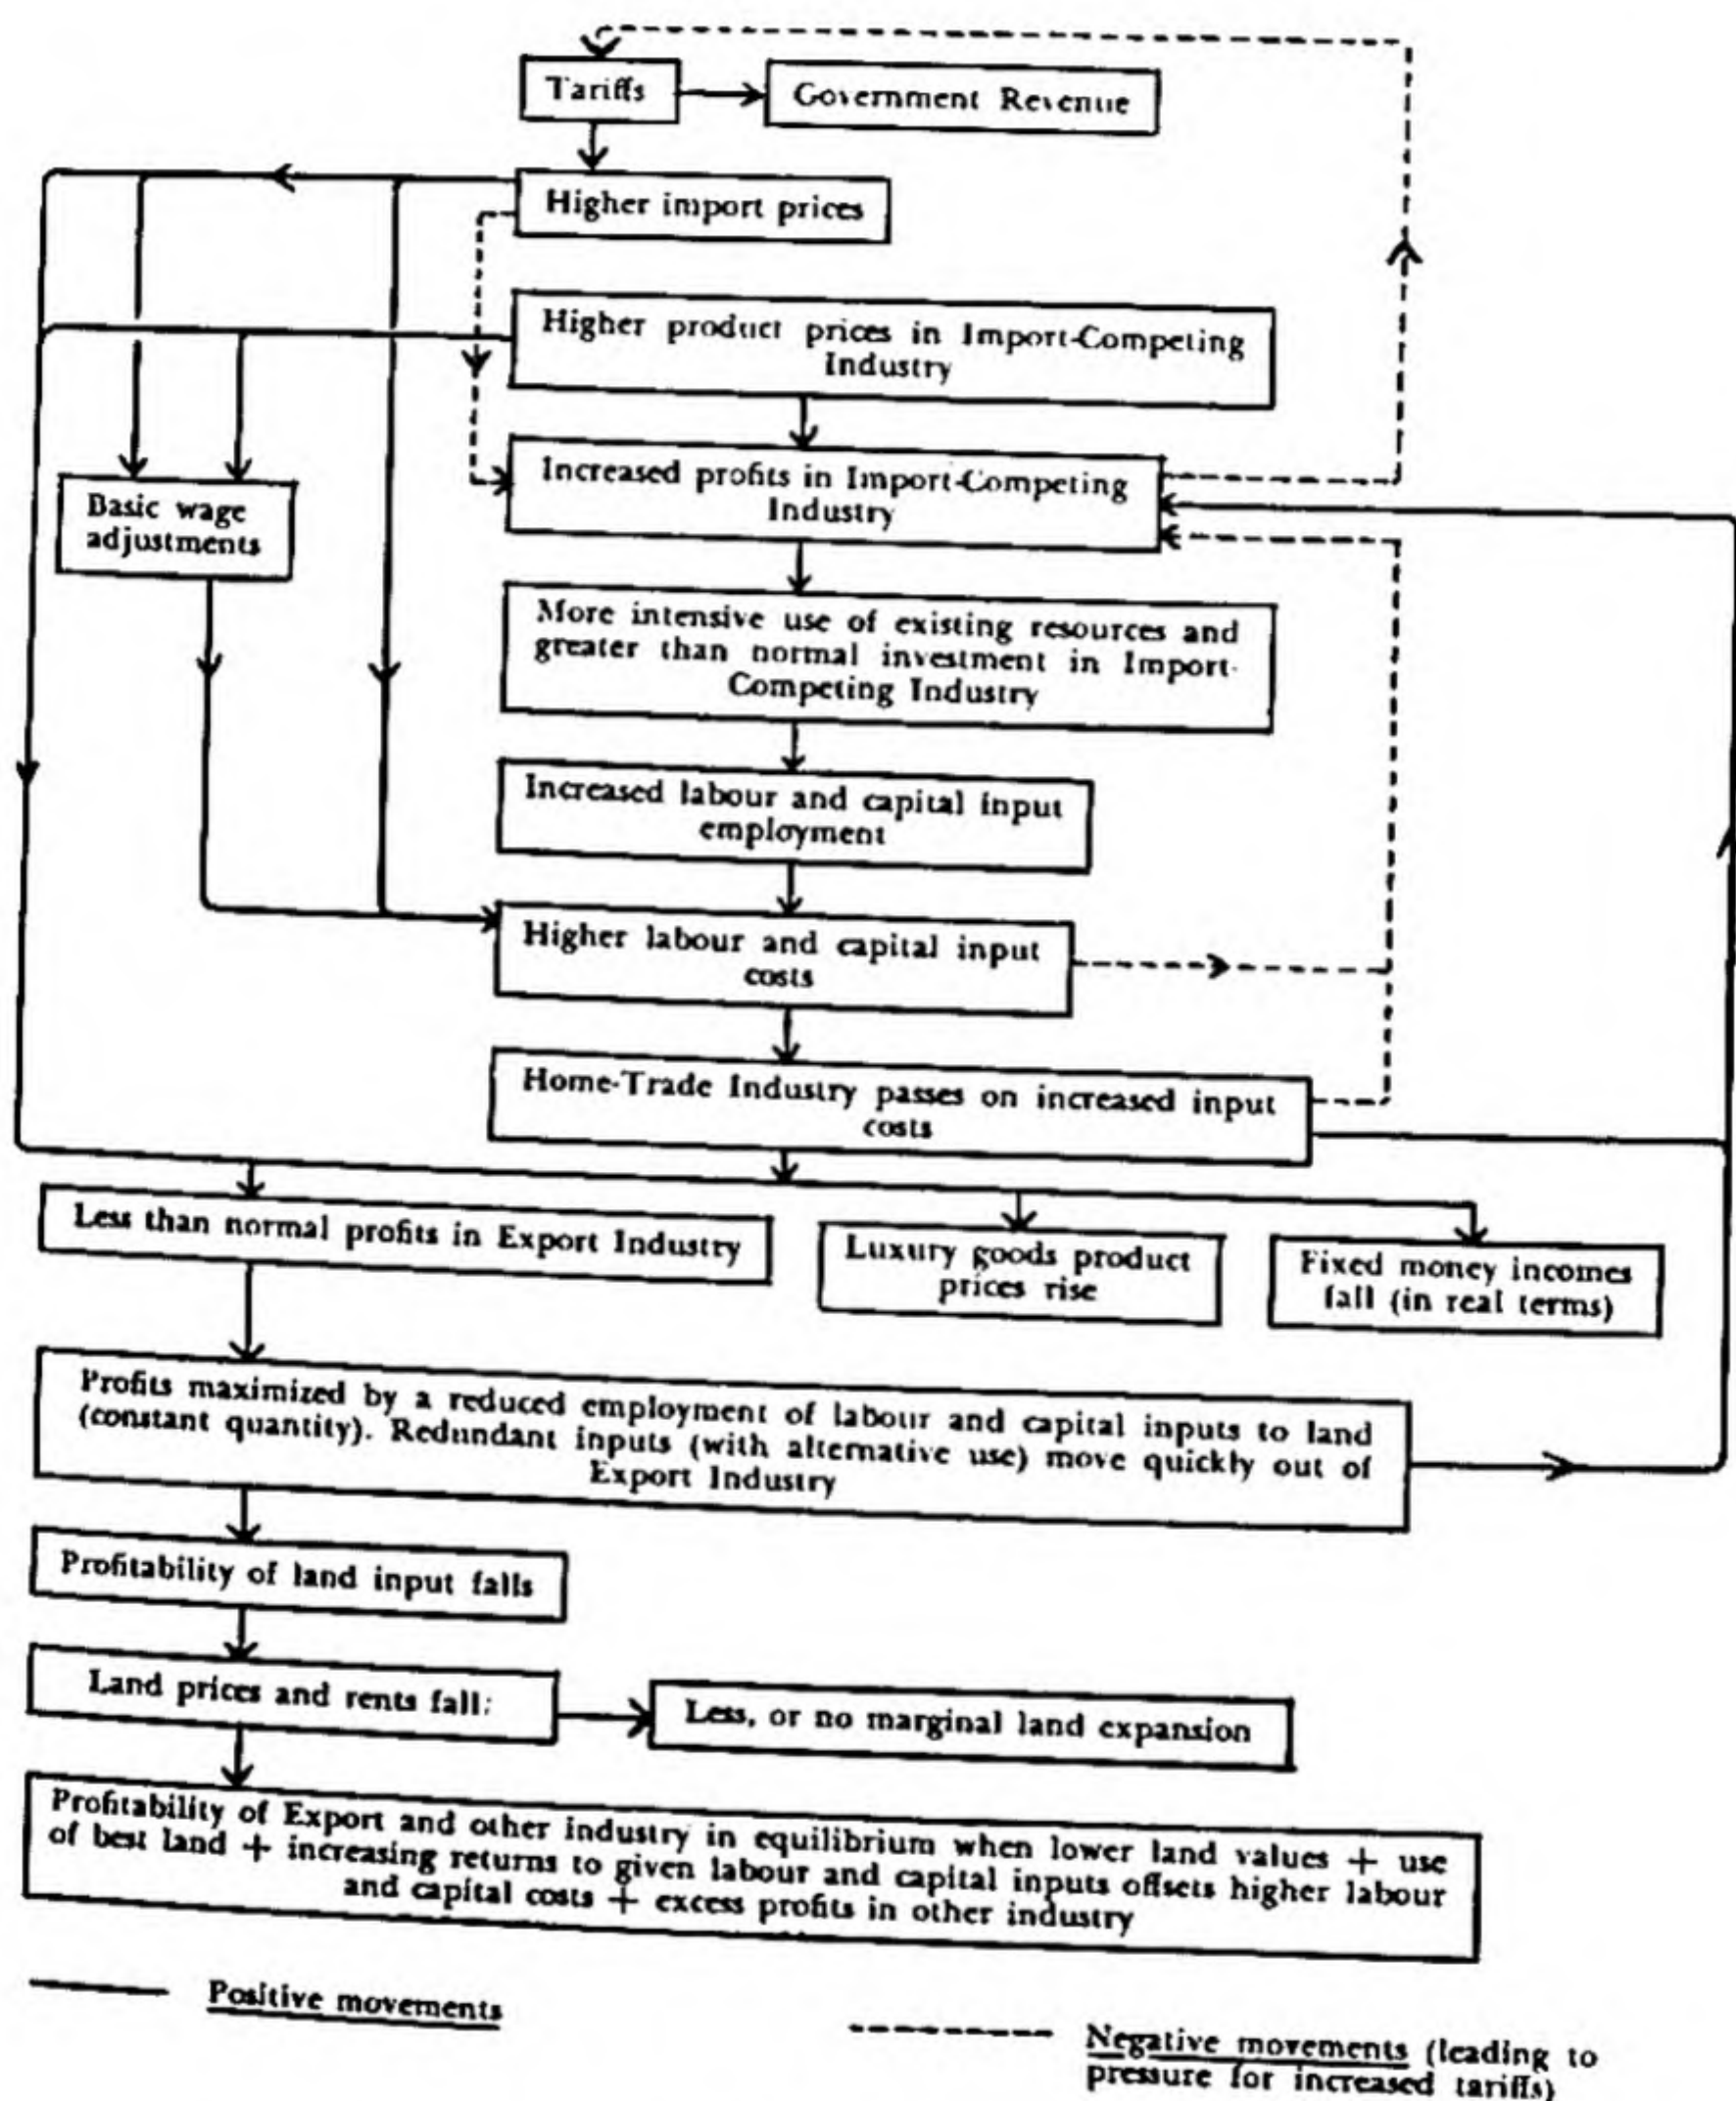 Tariffs
Government Revenue
Higher import prices
Higher product prices in Import-Competing
Industry
Increased profits in Import-Competing
Industry
Basic wage
adjustments
More intensive use of existing resources and
greater than normal investment in Import-
Competing Industry
Increased labour and capital input
employment
Higher labour and capital input
costs
Home-Trade Industry passes on increased input
costs
Less than normal profits in Export Industry
Luxury goods product
prices rise
Fixed money incomes
fall (in real terms)
Profits maximized by a reduced employment of labour and capital inputs to land
(constant quantity). Redundant inputs (with alternative use) move quickly out of
Export Industry
Profitability of land input falls
Land prices and rents fall:
Less, or no marginal land expansion
Profitability of Export and other industry in equilibrium when lower land values + use
of best land + increasing returns to given labour and capital inputs offsets higher labour
and capital costs + excess profits in other industry
Positive movements
Negative movements (leading to
pressure for increased tariffs)